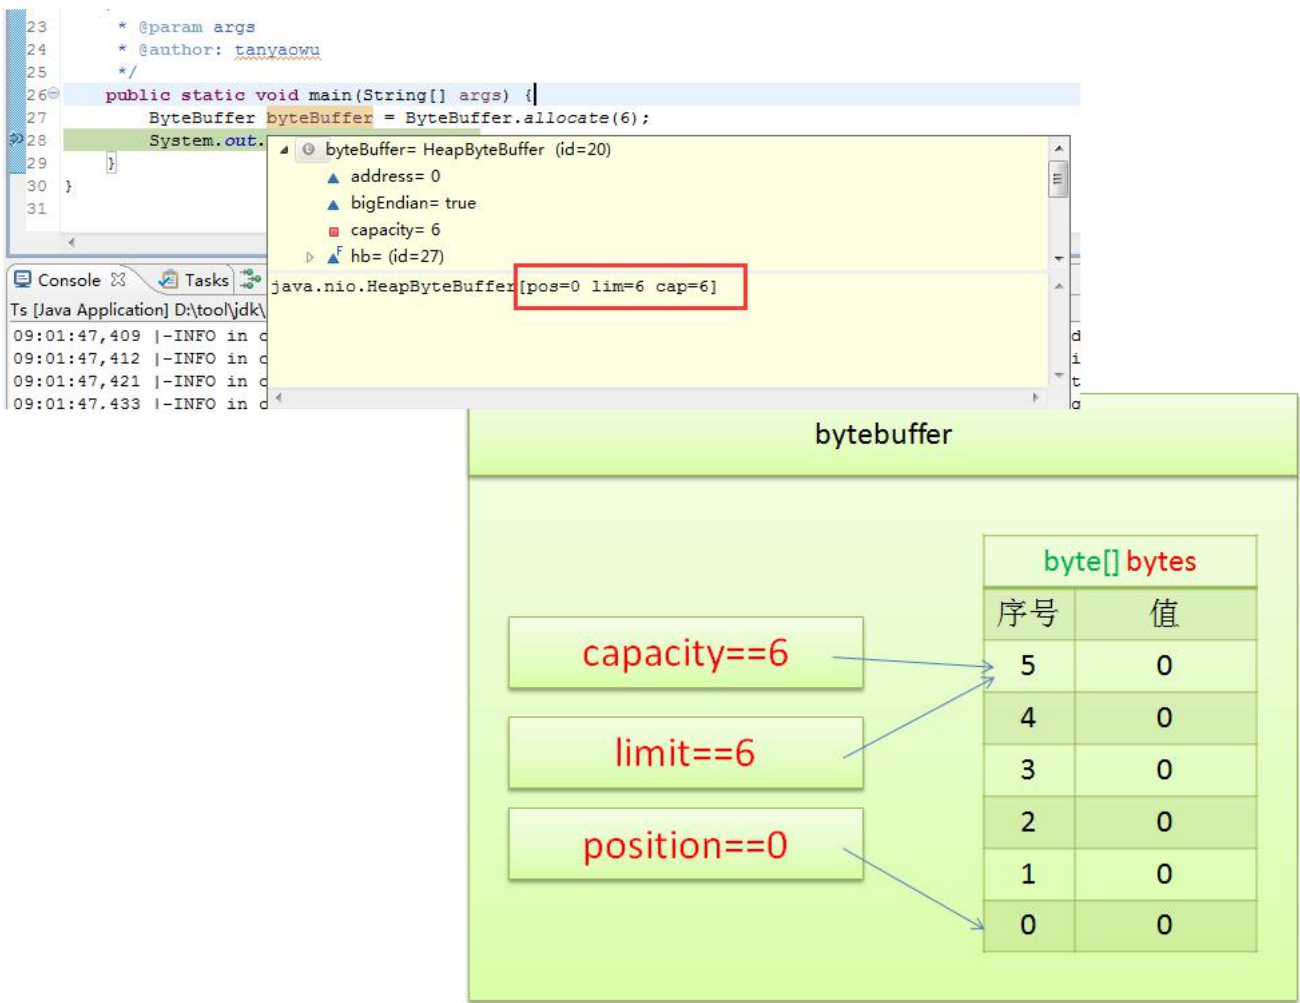 23 * @param args
24 * @author: tanyaowu
25 */
26 public static void main(String[] args) {
27 ByteBuffer byteBuffer = ByteBuffer.allocate(6);
28 System.out.
29 }
30 }
31
byteBuffer= HeapByteBuffer (id=20)
address= 0
bigEndian= true
capacity= 6
F hb= (id=27)
java.nio.HeapByteBuffer[pos=0 lim=6 cap=6]
Console Tasks
Ts [Java Application] D:\tool\jdk\
09:01:47,409 |-INFO in
09:01:47,412 |-INFO in
09:01:47,421 |-INFO in
09:01:47,433 |-INFO in
bytebuffer
byte[] bytes
序号 值
capacity==6
limit==6
position==0
5 0
4 0
3 0
2 0
1 0
0 0